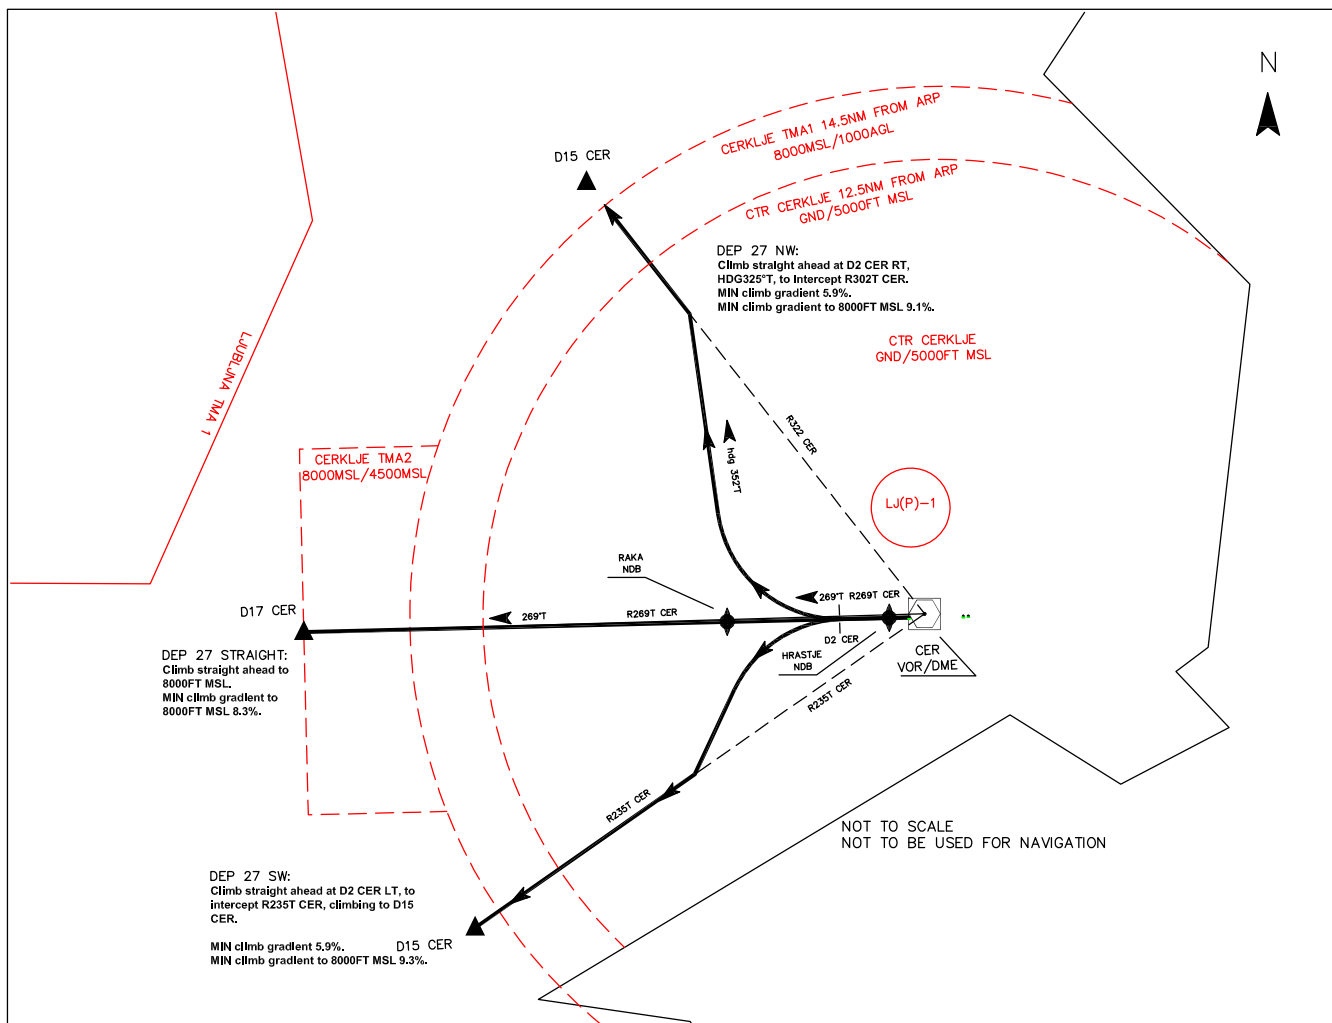 N
CERKLJE TMA1 14.5NM FROM ARP
8000MSL/1000AGL
D15 CER
CTR CERKLJE 12.5NM FROM ARP
GND/5000FT MSL
DEP 27 NW:
Climb straight ahead at D2 CER RT,
HDG325°T, to Intercept R302T CER.
MIN climb gradient 5.9%.
MIN climb gradient to 8000FT MSL 9.1%.
CTR CERKLJE
GND/5000FT MSL
LJUBLJNA TMA 1
R322 CER
CERKLJE TMA2
8000MSL/4500MSL
hdg 352°T
LJ(P)-1
RAKA
NDB
D17 CER
269°T
R269T CER
269°T R269T CER
D2 CER
HRASTJE
NDB
CER
VOR/DME
R235T CER
DEP 27 STRAIGHT:
Climb straight ahead to
8000FT MSL.
MIN climb gradient to
8000FT MSL 8.3%.
R235T CER
NOT TO SCALE
NOT TO BE USED FOR NAVIGATION
DEP 27 SW:
Climb straight ahead at D2 CER LT, to
intercept R235T CER, climbing to D15
CER.
MIN climb gradient 5.9%.
D15 CER
MIN climb gradient to 8000FT MSL 9.3%.